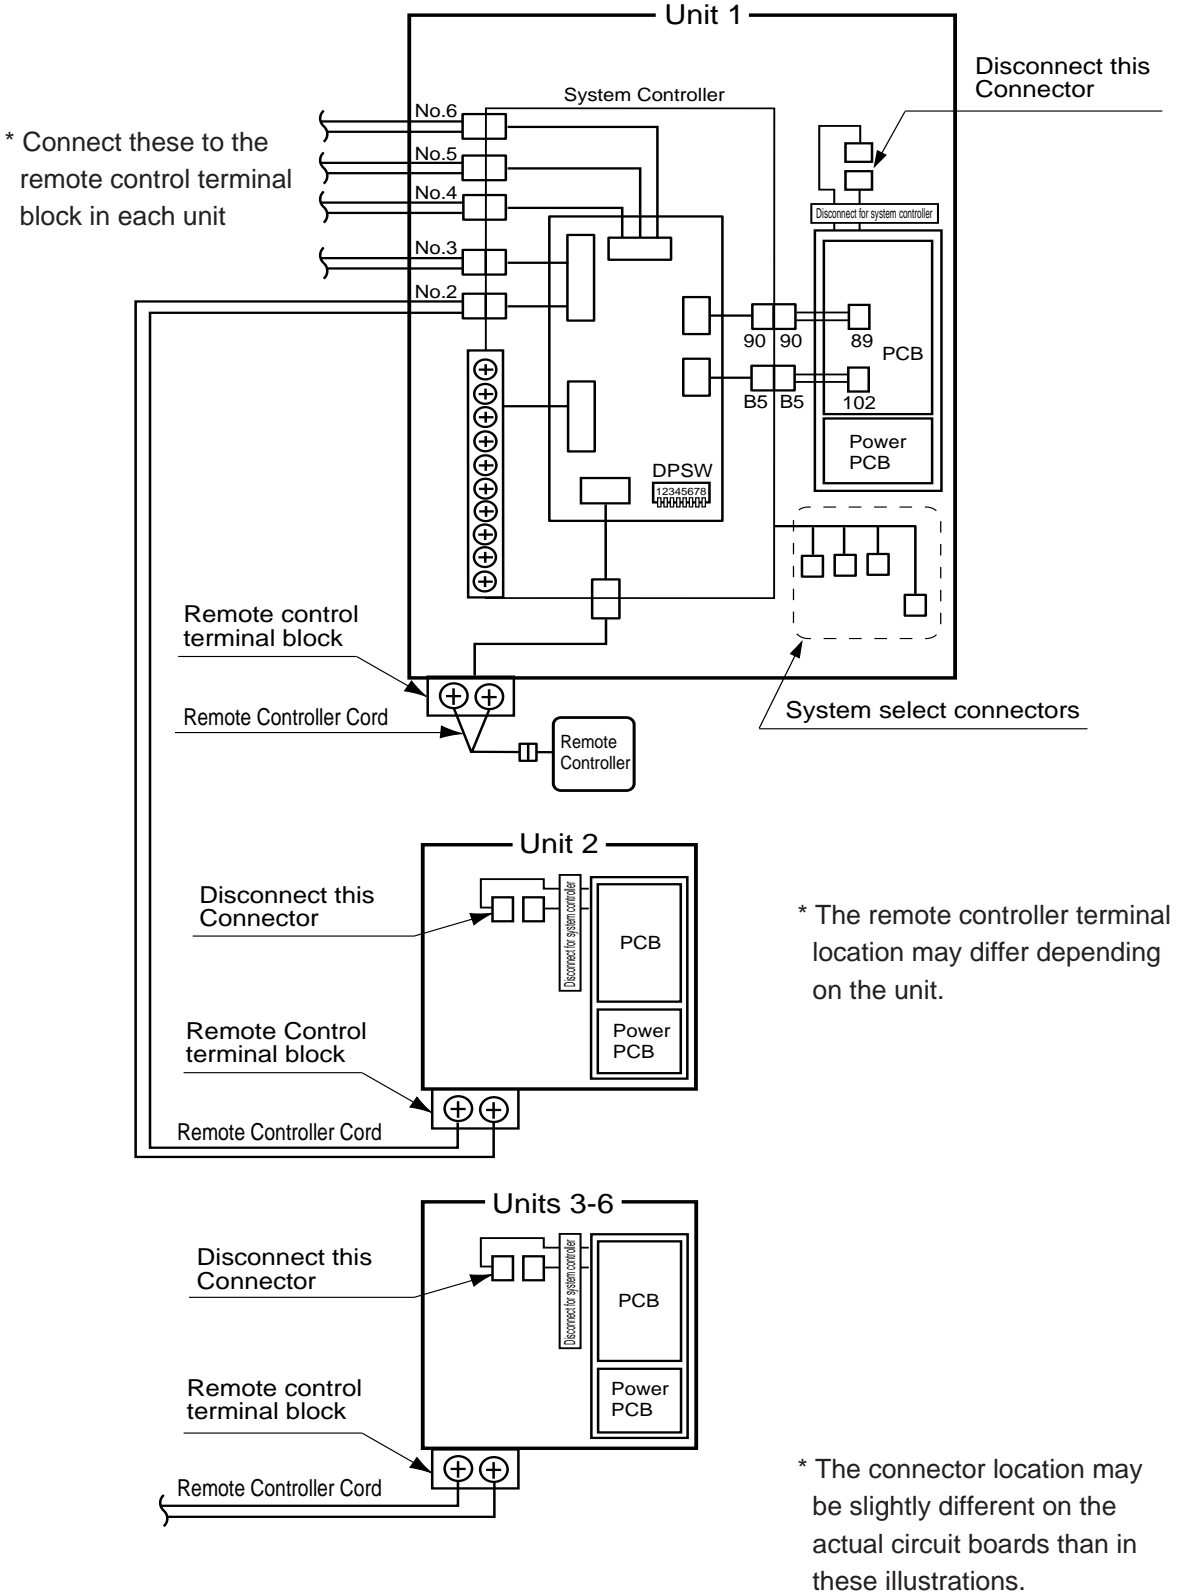 Unit 1
Disconnect this
Connector
System Controller
* Connect these to the
remote control terminal
block in each unit
No.6
No.5
No.4
No.3
No.2
Disconnect for system controller
90 90 89
PCB
B5 B5 102
Power
PCB
DPSW
12345678
Remote control
terminal block
Remote Controller Cord
Remote
Controller
System select connectors
Unit 2
Disconnect this
Connector
Disconnect for system controller
PCB
Power
PCB
Remote Control
terminal block
Remote Controller Cord
* The remote controller terminal
location may differ depending
on the unit.
Units 3-6
Disconnect this
Connector
Disconnect for system controller
PCB
Power
PCB
Remote control
terminal block
Remote Controller Cord
* The connector location may
be slightly different on the
actual circuit boards than in
these illustrations.